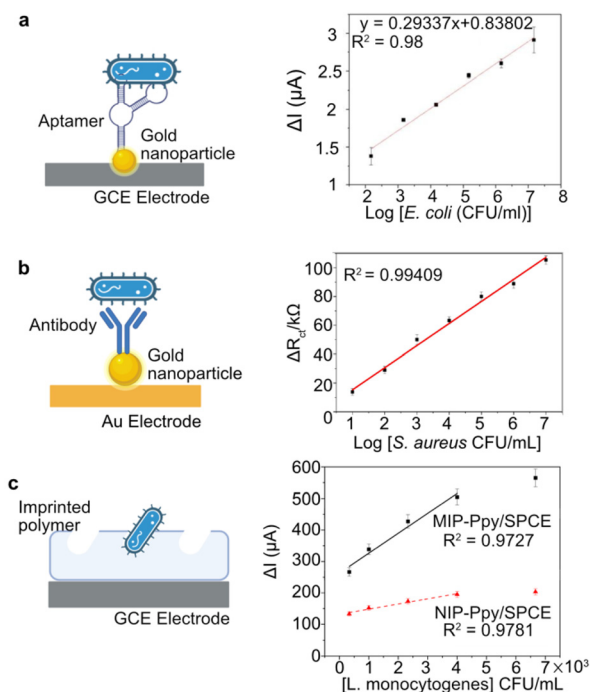 a
Aptamer
Gold
nanoparticle
GCE Electrode
y = 0.29337x+0.83802
R² = 0.98
3
2.5
2
1.5
1
ΔI (μA)
2 3 4 5 6 7 8
Log [E. coli (CFU/ml)]
b
Antibody
Gold
nanoparticle
Au Electrode
R² = 0.99409
100
80
60
40
20
0
ΔRct/kΩ
1 2 3 4 5 6 7
Log [S. aureus CFU/mL]
c
Imprinted
polymer
GCE Electrode
600
500
400
300
200
100
0
ΔI (μA)
MIP-Ppy/SPCE
R² = 0.9727
NIP-Ppy/SPCE
R² = 0.9781
0 1 2 3 4 5 6 7×10³
[L. monocytogenes] CFU/mL